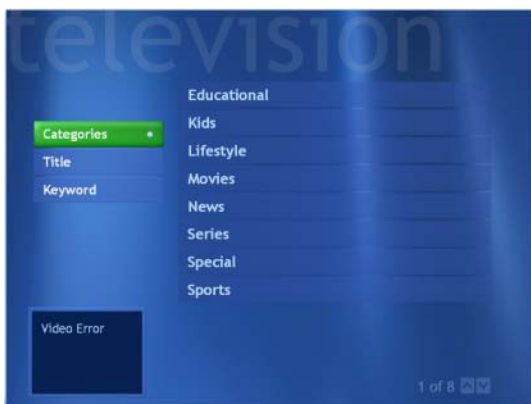 television
Categories
Title
Keyword
Educational
Kids
Lifestyle
Movies
News
Series
Special
Sports
Video Error
1 of 8